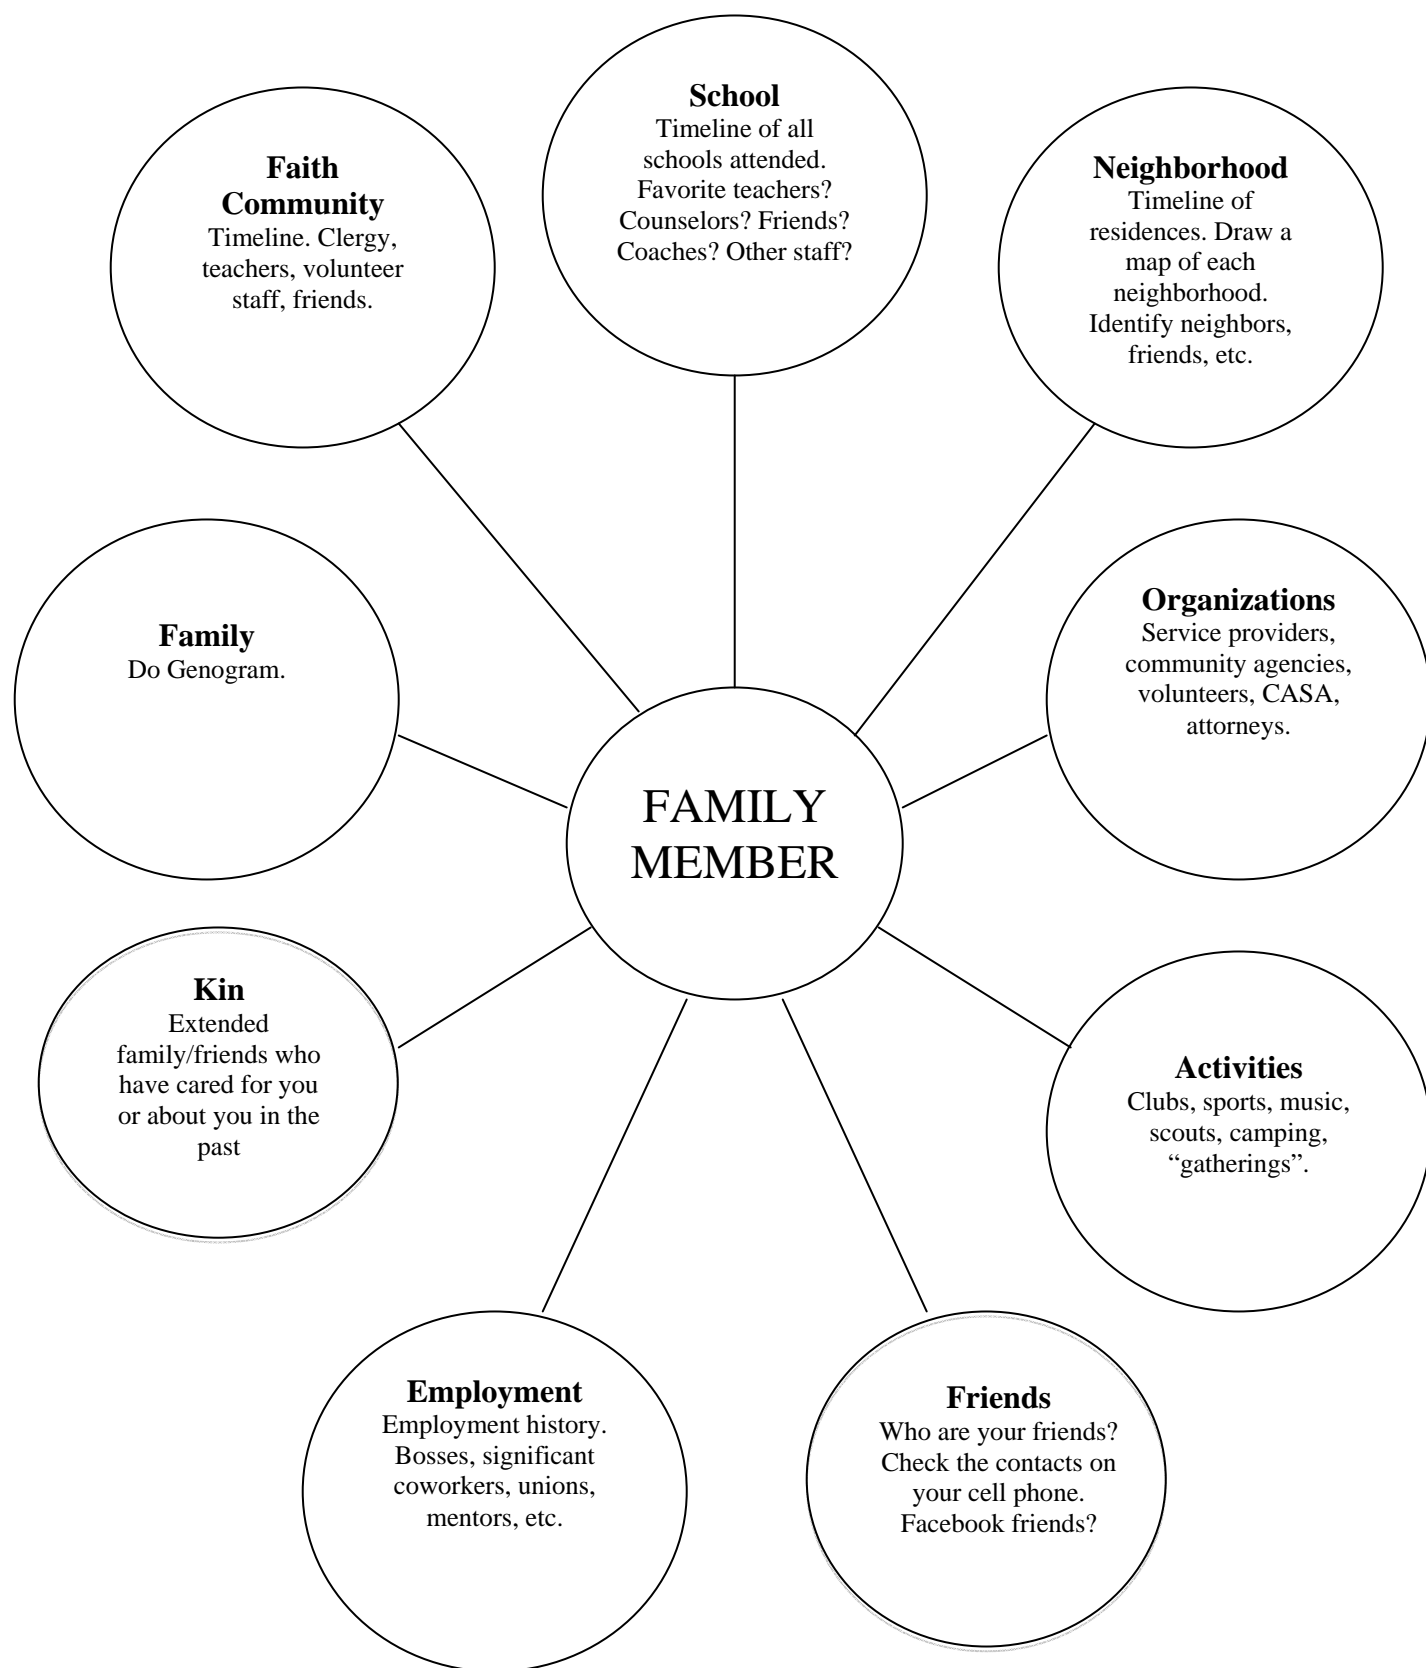 School
Timeline of all
schools attended.
Favorite teachers?
Counselors? Friends?
Coaches? Other staff?
Faith
Community
Timeline. Clergy,
teachers, volunteer
staff, friends.
Neighborhood
Timeline of
residences. Draw a
map of each
neighborhood.
Identify neighbors,
friends, etc.
Family
Do Genogram.
Organizations
Service providers,
community agencies,
volunteers, CASA,
attorneys.
FAMILY
MEMBER
Kin
Extended
family/friends who
have cared for you
or about you in the
past
Activities
Clubs, sports, music,
scouts, camping,
“gatherings”.
Employment
Employment history.
Bosses, significant
coworkers, unions,
mentors, etc.
Friends
Who are your friends?
Check the contacts on
your cell phone.
Facebook friends?